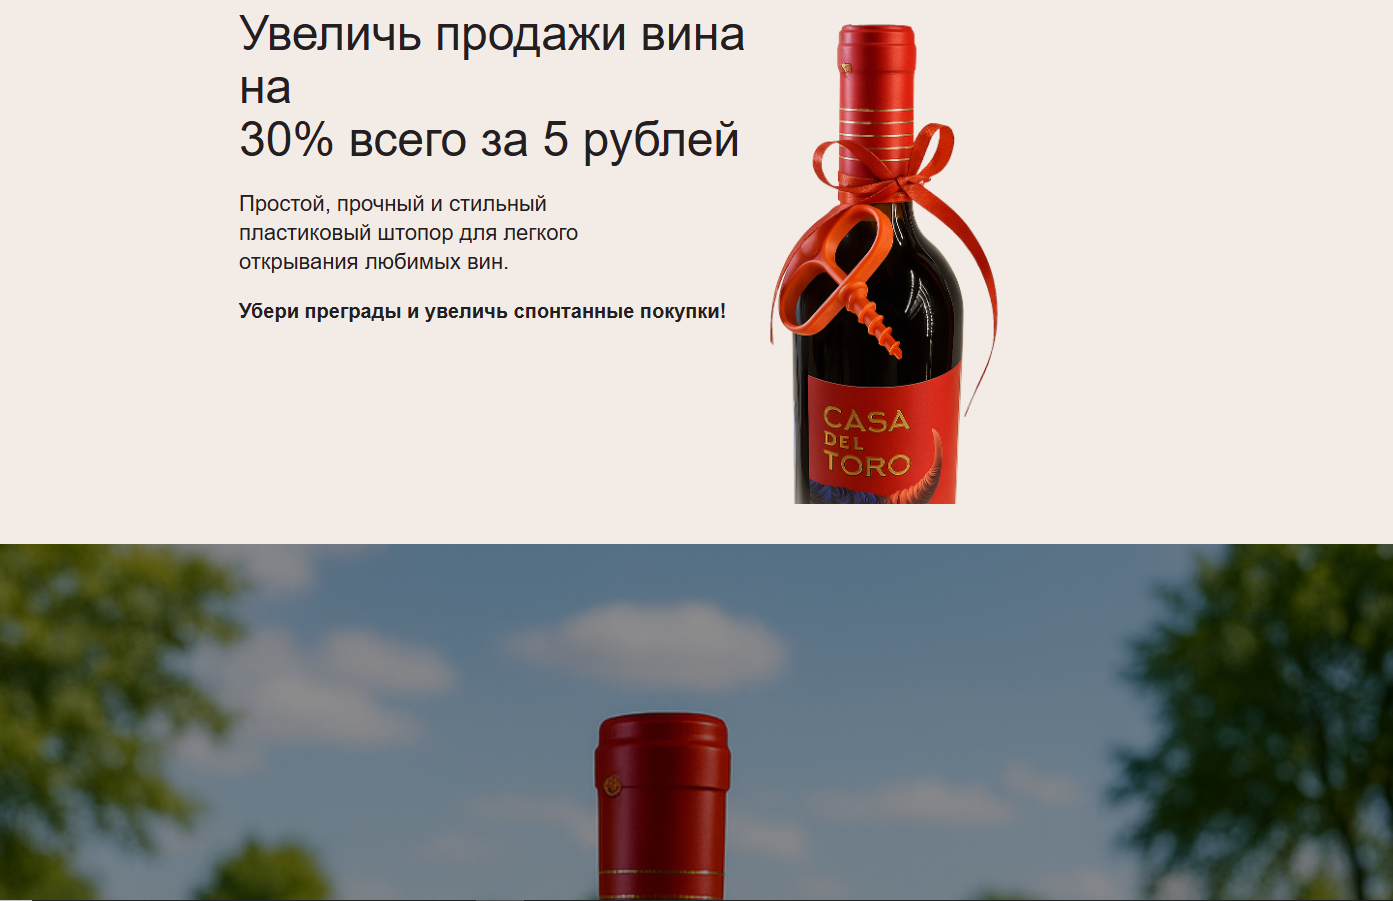 Увеличь продажи вина
на
30% всего за 5 рублей
Простой, прочный и стильный
пластиковый штопор для легкого
открывания любимых вин.
Убери преграды и увеличь спонтанные покупки!
CASA
DEL
TORO